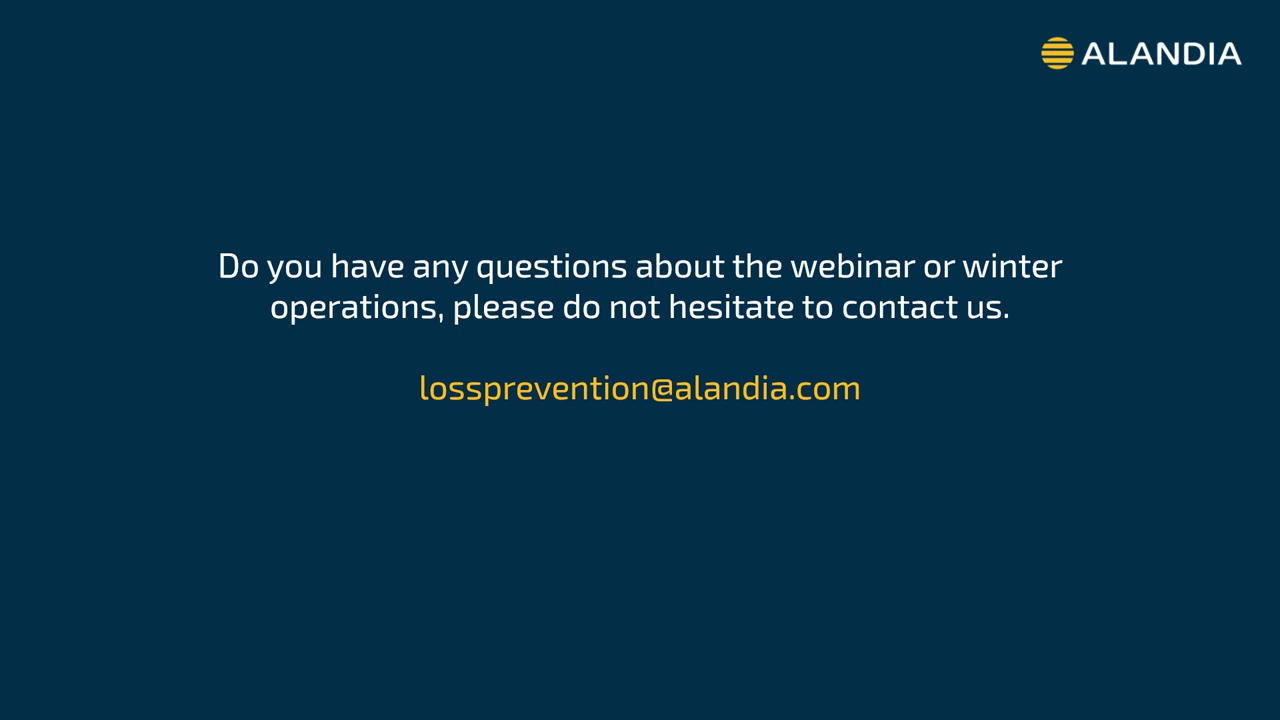 ALANDIA
Do you have any questions about the webinar or winter
operations, please do not hesitate to contact us.
lossprevention@alandia.com